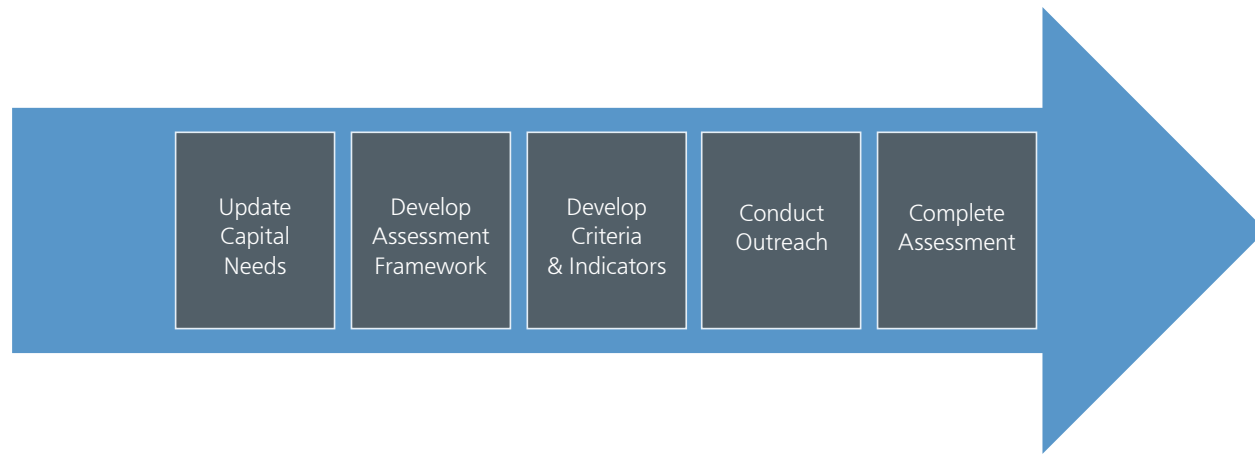 Update
Capital
Needs
Develop
Assessment
Framework
Develop
Criteria
& Indicators
Conduct
Outreach
Complete
Assessment